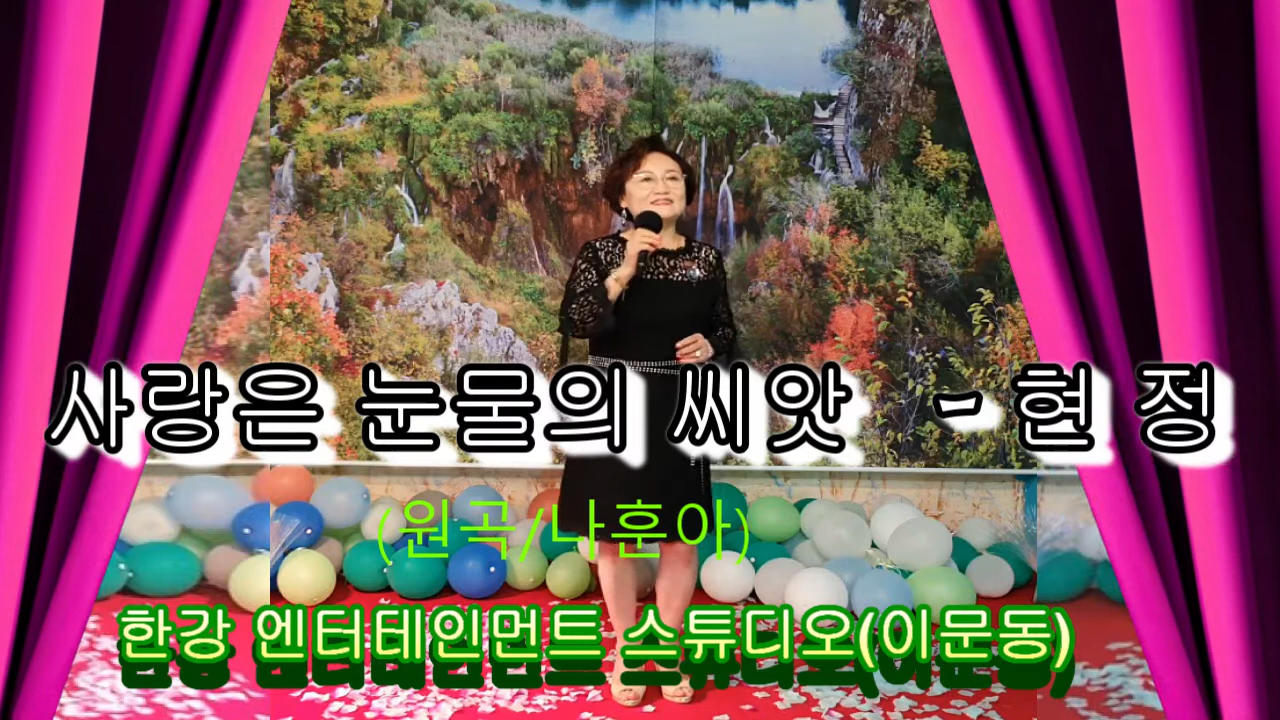 사랑은 눈물의 씨앗 - 현 정
(원곡/나훈아)
한강 엔터테인먼트 스튜디오(이문동)